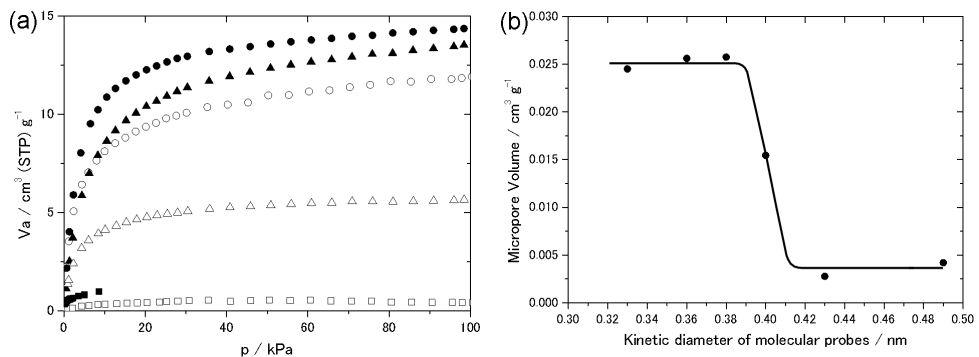 (a)
15
10
5
0
0 20 40 60 80 100
Va / cm³ (STP) g⁻¹
p / kPa
(b)
0.030
0.025
0.020
0.015
0.010
0.005
0.000
0.30 0.32 0.34 0.36 0.38 0.40 0.42 0.44 0.46 0.48 0.50
Micropore Volume / cm³ g⁻¹
Kinetic diameter of molecular probes / nm